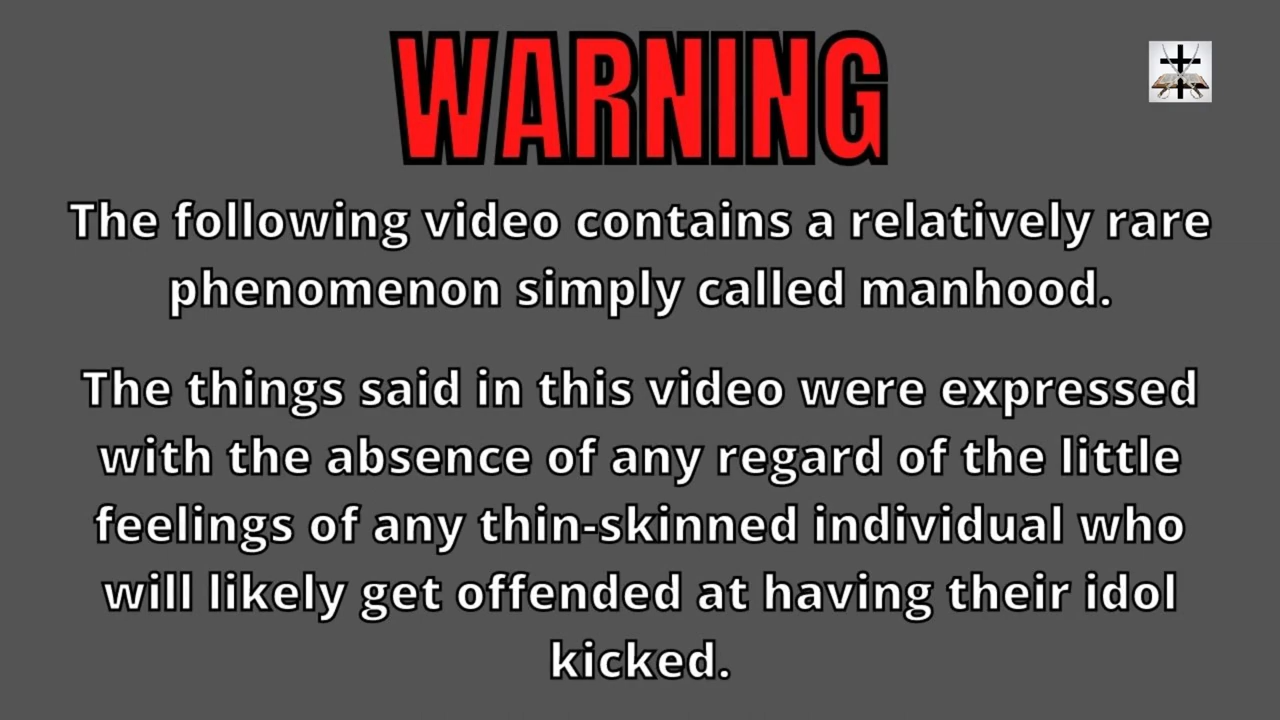 WARNING
The following video contains a relatively rare
phenomenon simply called manhood.
The things said in this video were expressed
with the absence of any regard of the little
feelings of any thin-skinned individual who
will likely get offended at having their idol
kicked.